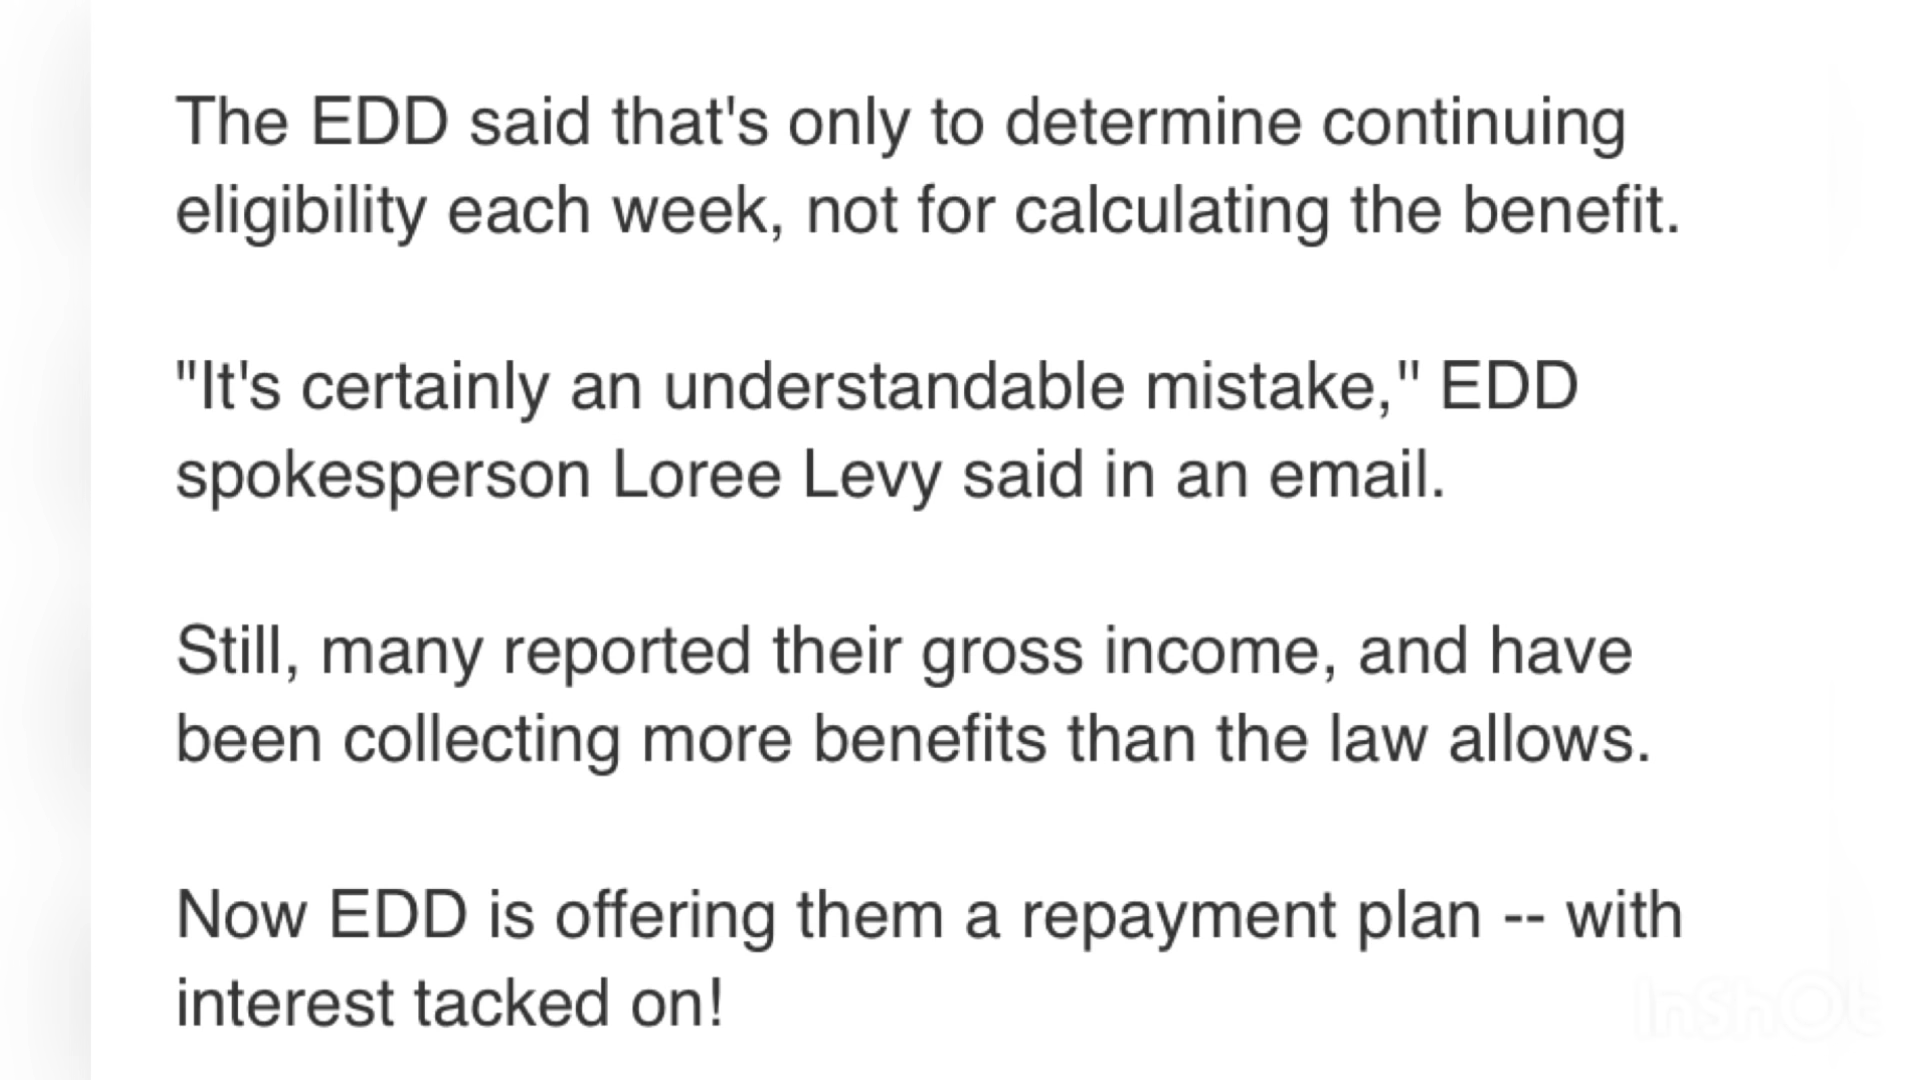 The EDD said that's only to determine continuing
eligibility each week, not for calculating the benefit.
"It's certainly an understandable mistake," EDD
spokesperson Loree Levy said in an email.
Still, many reported their gross income, and have
been collecting more benefits than the law allows.
Now EDD is offering them a repayment plan -- with
interest tacked on!
InShOt